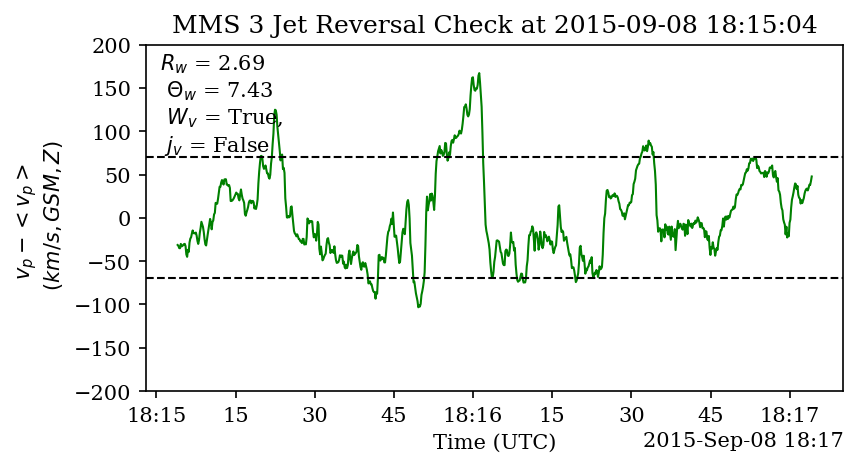 MMS 3 Jet Reversal Check at 2015-09-08 18:15:04
R_w = 2.69
Θ_w = 7.43
W_v = True,
j_v = False
v_p − < v_p >
(km/s, GSM, Z)
200
150
100
50
0
−50
−100
−150
−200
18:15 15 30 45 18:16 15 30 45 18:17
Time (UTC)
2015-Sep-08 18:17